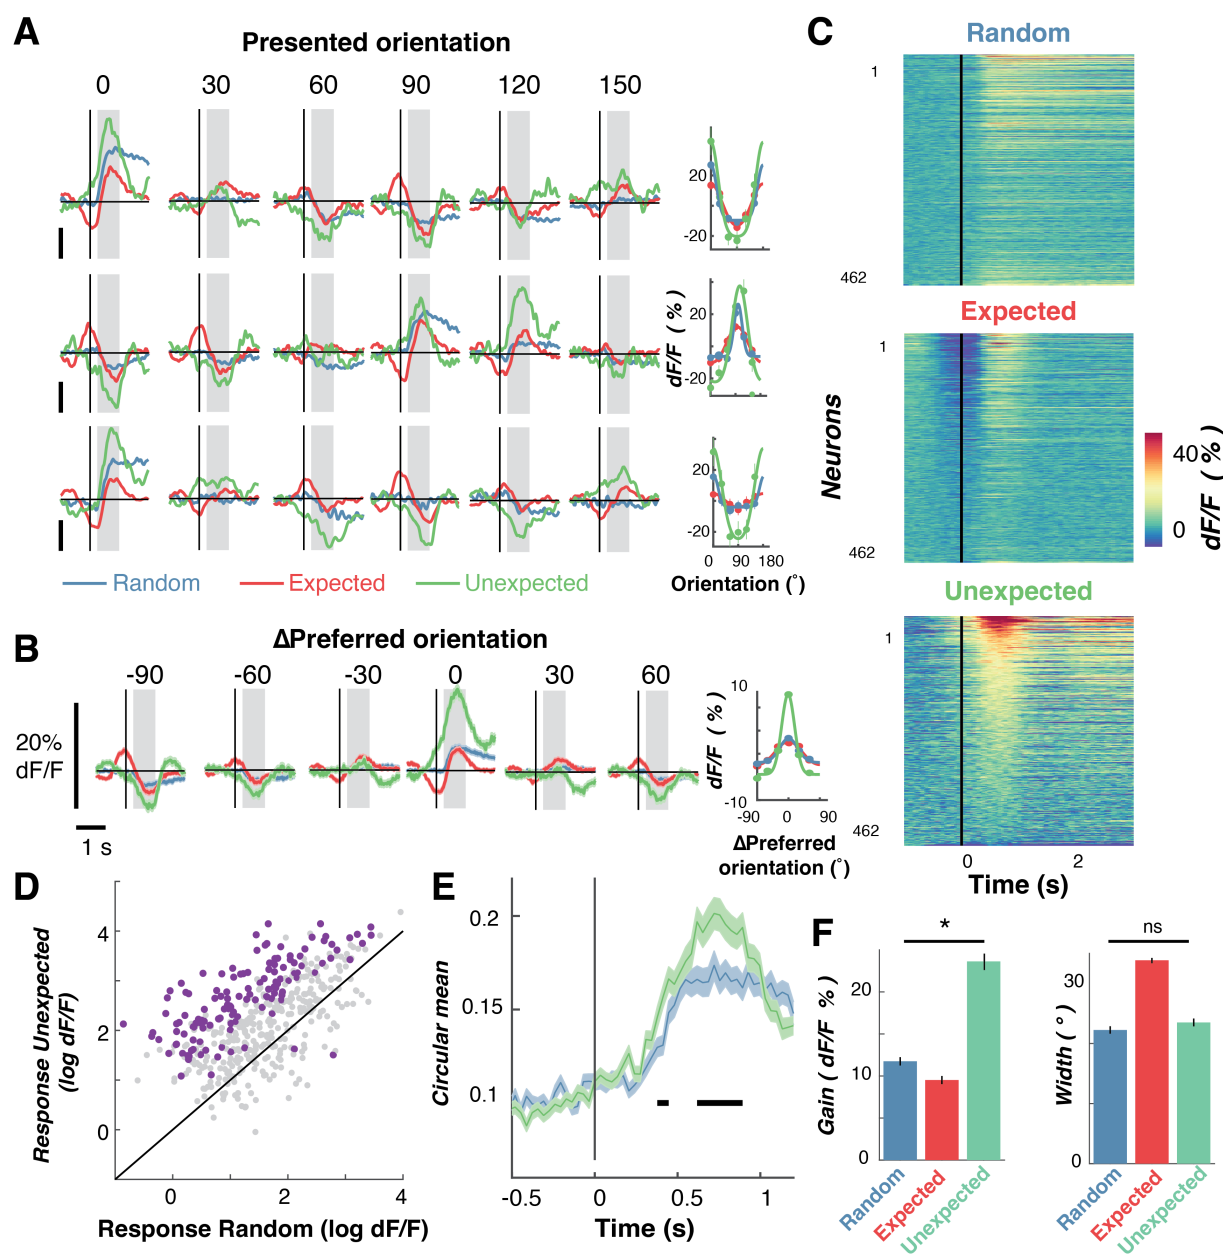 A
Presented orientation
0 30 60 90 120 150
20
-20
dF/F ( % )
20
-20
20
-20
0 90 180
Orientation (°)
Random Expected Unexpected
B
ΔPreferred orientation
-90 -60 -30 0 30 60
20%
dF/F
1 s
dF/F ( % )
10
-10
-90 0 90
ΔPreferred
orientation (°)
C
Random
1
462
Expected
1
462
Neurons
Unexpected
1
462
0 2
Time (s)
40
0
dF/F ( % )
D
Response Unexpected
(log dF/F)
4
2
0
0 2 4
Response Random (log dF/F)
E
Circular mean
0.2
0.15
0.1
-0.5 0 0.5 1
Time (s)
F
Gain ( dF/F % )
20
10
0
*
Random
Expected
Unexpected
Width ( ° )
30
0
ns
Random
Expected
Unexpected